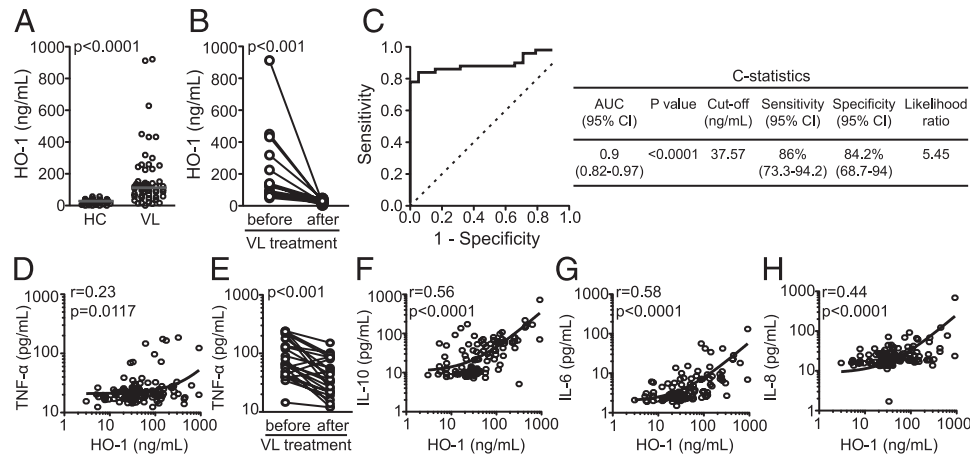 A
p<0.0001
HO-1 (ng/mL)
1000
800
600
400
200
0
HC
VL
B
p<0.001
HO-1 (ng/mL)
1000
800
600
400
200
0
before
after
VL treatment
C
Sensitivity
1.0
0.8
0.6
0.4
0.2
0.0
0.0
0.2
0.4
0.6
0.8
1.0
1 - Specificity
C-statistics
AUC (95% CI)
P value
Cut-off (ng/mL)
Sensitivity (95% CI)
Specificity (95% CI)
Likelihood ratio
0.9 (0.82-0.97)
<0.0001
37.57
86% (73.3-94.2)
84.2% (68.7-94)
5.45
D
r=0.23
p=0.0117
TNF-α (pg/mL)
1000
100
10
1
10
100
1000
HO-1 (ng/mL)
E
p<0.001
TNF-α (pg/mL)
1000
100
10
before
after
VL treatment
F
r=0.56
p<0.0001
IL-10 (pg/mL)
1000
100
10
1
1
10
100
1000
HO-1 (ng/mL)
G
r=0.58
p<0.0001
IL-6 (pg/mL)
1000
100
10
1
1
10
100
1000
HO-1 (ng/mL)
H
r=0.44
p<0.0001
IL-8 (pg/mL)
1000
100
10
1
1
10
100
1000
HO-1 (ng/mL)